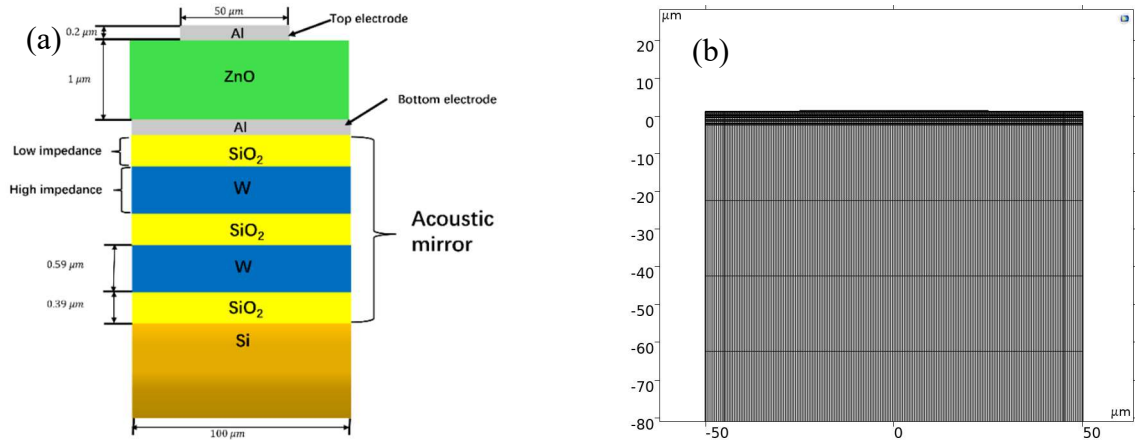 (a)
50 μm
Top electrode
0.2 μm
Al
1 μm
ZnO
Bottom electrode
Al
Low impedance
SiO2
High impedance
W
SiO2
Acoustic
mirror
0.59 μm
W
0.39 μm
SiO2
Si
100 μm
(b)
μm
20
10
0
-10
-20
-30
-40
-50
-60
-70
-80
-50
0
50
μm